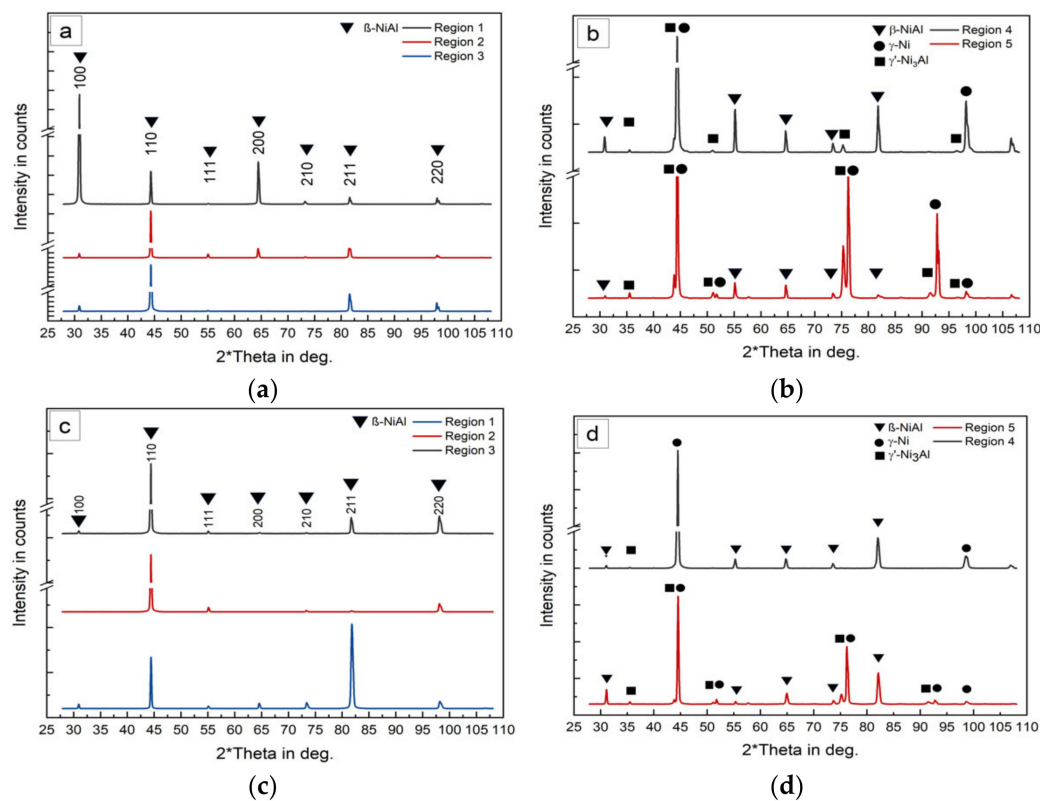 a
ß-NiAl
Region 1
Region 2
Region 3
100
110
111
200
210
211
220
Intensity in counts
25 30 35 40 45 50 55 60 65 70 75 80 85 90 95 100 105 110
2*Theta in deg.
(a)
b
β-NiAl
γ-Ni
γ'-Ni₃Al
Region 4
Region 5
Intensity in counts
25 30 35 40 45 50 55 60 65 70 75 80 85 90 95 100 105 110
2*Theta in deg.
(b)
c
ß-NiAl
Region 1
Region 2
Region 3
100
110
111
200
210
211
220
Intensity in counts
25 30 35 40 45 50 55 60 65 70 75 80 85 90 95 100 105 110
2*Theta in deg.
(c)
d
ß-NiAl
γ-Ni
γ'-Ni3Al
Region 5
Region 4
Intensity in counts
25 30 35 40 45 50 55 60 65 70 75 80 85 90 95 100 105 110
2*Theta in deg.
(d)